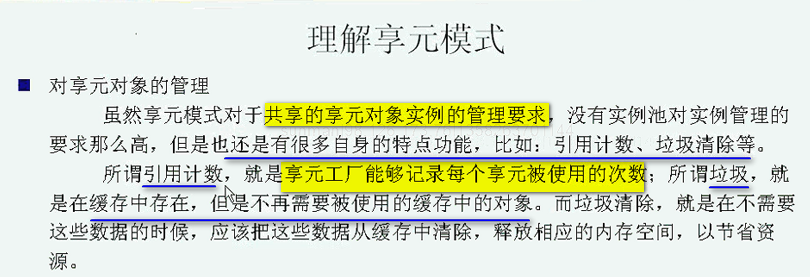 理解享元模式
对享元对象的管理
虽然享元模式对于共享的享元对象实例的管理要求，没有实例池对实例管理的
要求那么高，但是也还是有很多自身的特点功能，比如：引用计数、垃圾清除等。
所谓引用计数，就是享元工厂能够记录每个享元被使用的次数；所谓垃圾，就
是在缓存中存在，但是不再需要被使用的缓存中的对象。而垃圾清除，就是在不需要
这些数据的时候，应该把这些数据从缓存中清除，释放相应的内存空间，以节省资
源。